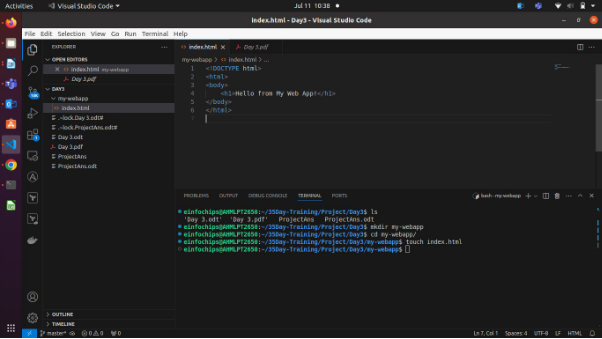 Activities
Visual Studio Code
Jul 11 10:38
index.html - Day3 - Visual Studio Code
File Edit Selection View Go Run Terminal Help
EXPLORER
OPEN EDITORS
index.html my-webapp
Day 3.pdf
DAY3
my-webapp
index.html
.~lock.Day 3.odt#
.~lock.ProjectAns.odt#
Day 3.odt
Day 3.pdf
ProjectAns
ProjectAns.odt
OUTLINE
TIMELINE
index.html
Day 3.pdf
my-webapp > index.html > ...
1 <!DOCTYPE html>
2 <html>
3 <body>
4 <h1>Hello from My Web App!</h1>
5 </body>
6 </html>
7
PROBLEMS OUTPUT DEBUG CONSOLE TERMINAL PORTS
bash - my-webapp
einfochips@AHMLPT2650:~/35Day-Training/Project/Day3$ ls
'Day 3.odt' 'Day 3.pdf' ProjectAns ProjectAns.odt
einfochips@AHMLPT2650:~/35Day-Training/Project/Day3$ mkdir my-webapp
einfochips@AHMLPT2650:~/35Day-Training/Project/Day3$ cd my-webapp/
einfochips@AHMLPT2650:~/35Day-Training/Project/Day3/my-webapp$ touch index.html
einfochips@AHMLPT2650:~/35Day-Training/Project/Day3/my-webapp$
master*
0 0
0
Ln 7, Col 1 Spaces: 4 UTF-8 LF HTML